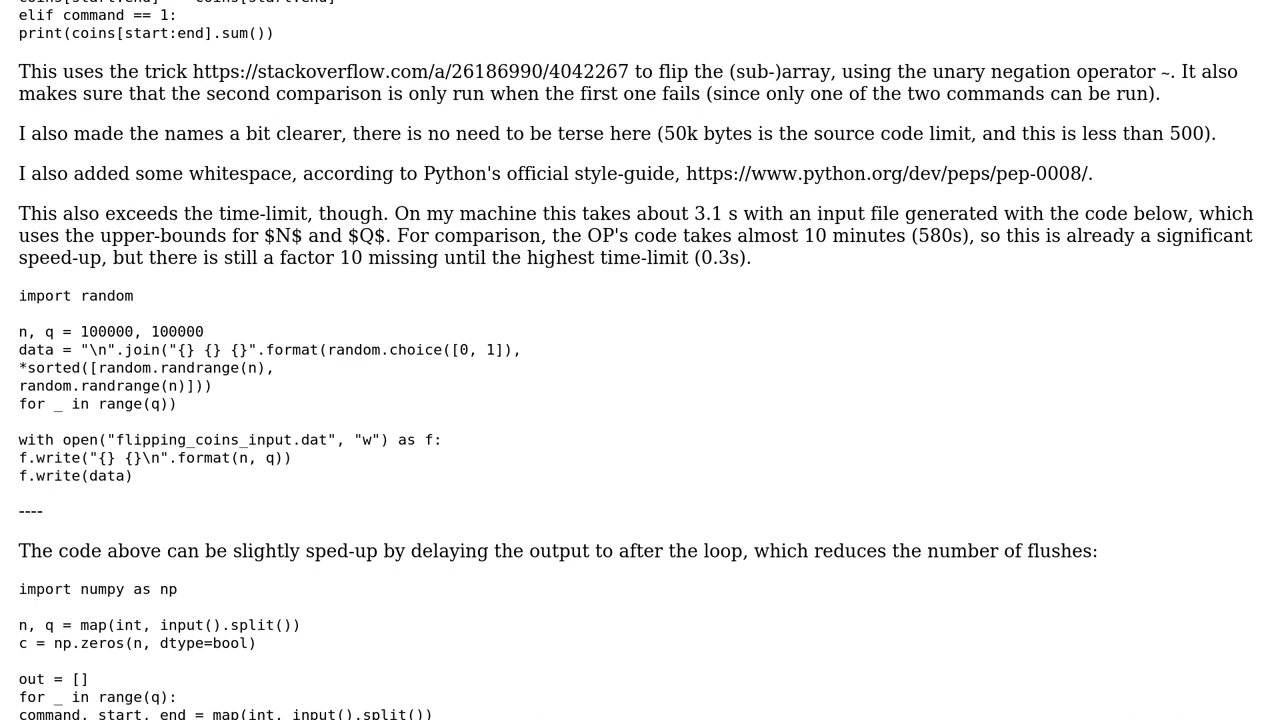 elif command == 1:
print(coins[start:end].sum())
This uses the trick https://stackoverflow.com/a/26186990/4042267 to flip the (sub-)array, using the unary negation operator ~. It also
makes sure that the second comparison is only run when the first one fails (since only one of the two commands can be run).
I also made the names a bit clearer, there is no need to be terse here (50k bytes is the source code limit, and this is less than 500).
I also added some whitespace, according to Python's official style-guide, https://www.python.org/dev/peps/pep-0008/.
This also exceeds the time-limit, though. On my machine this takes about 3.1 s with an input file generated with the code below, which
uses the upper-bounds for $N$ and $Q$. For comparison, the OP's code takes almost 10 minutes (580s), so this is already a significant
speed-up, but there is still a factor 10 missing until the highest time-limit (0.3s).
import random
n, q = 100000, 100000
data = "\n".join("{} {} {}".format(random.choice([0, 1]),
*sorted([random.randrange(n),
random.randrange(n)]))
for _ in range(q))
with open("flipping_coins_input.dat", "w") as f:
f.write("{} {}\n".format(n, q))
f.write(data)
----
The code above can be slightly sped-up by delaying the output to after the loop, which reduces the number of flushes:
import numpy as np
n, q = map(int, input().split())
c = np.zeros(n, dtype=bool)
out = []
for _ in range(q):
command, start, end = map(int, input().split())